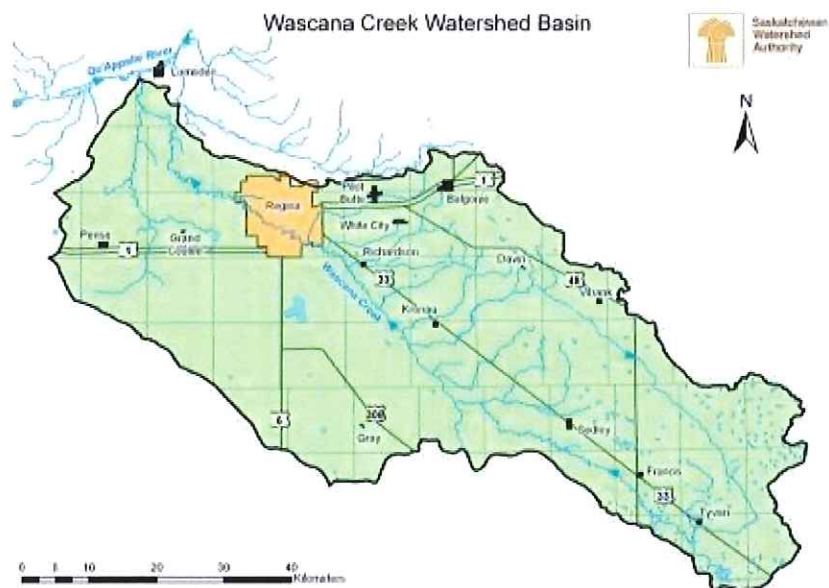 Wascana Creek Watershed Basin
Saskatchewan
Watershed
Authority
N
Qu'Appelle River
Lumsden
Regina
Pilot
Butte
1
Balgonie
White City
Pense
1
Grand
Coulee
Richardson
33
Davin
48
Vibank
Wascana Creek
Kronau
6
306
Gray
Sedley
Francis
33
Tyvan
0 5 10 20 30 40
Kilometers